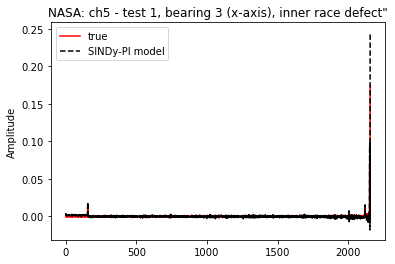 NASA: ch5 - test 1, bearing 3 (x-axis), inner race defect"
true
SINDy-PI model
Amplitude
0.25
0.20
0.15
0.10
0.05
0.00
0 500 1000 1500 2000